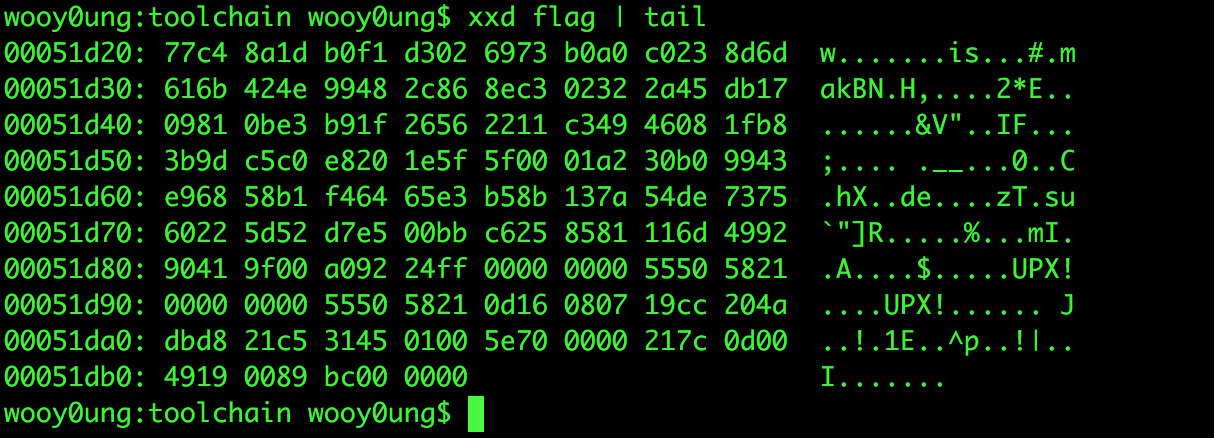 wooy0ung:toolchain wooy0ung$ xxd flag | tail
00051d20: 77c4 8a1d b0f1 d302 6973 b0a0 c023 8d6d  w.......is...#.m
00051d30: 616b 424e 9948 2c86 8ec3 0232 2a45 db17  akBN.H,....2*E..
00051d40: 0981 0be3 b91f 2656 2211 c349 4608 1fb8  ......&V"..IF...
00051d50: 3b9d c5c0 e820 1e5f 5f00 01a2 30b0 9943  ;.... .__...0..C
00051d60: e968 58b1 f464 65e3 b58b 137a 54de 7375  .hX..de....zT.su
00051d70: 6022 5d52 d7e5 00bb c625 8581 116d 4992  `"]R.....%...mI.
00051d80: 9041 9f00 a092 24ff 0000 0000 5550 5821  .A....$.....UPX!
00051d90: 0000 0000 5550 5821 0d16 0807 19cc 204a  ....UPX!...... J
00051da0: dbd8 21c5 3145 0100 5e70 0000 217c 0d00  ..!.1E..^p..!|..
00051db0: 4919 0089 bc00 0000                      I.......
wooy0ung:toolchain wooy0ung$